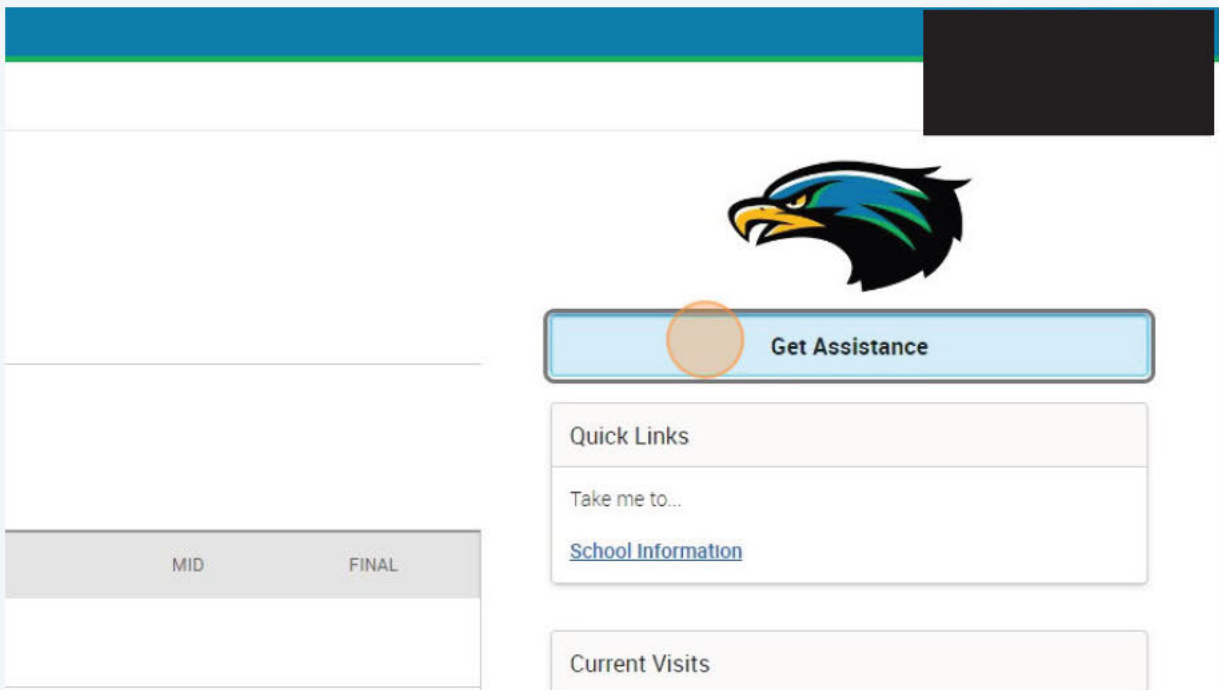 Get Assistance
Quick Links
Take me to...
School Information
MID FINAL
Current Visits